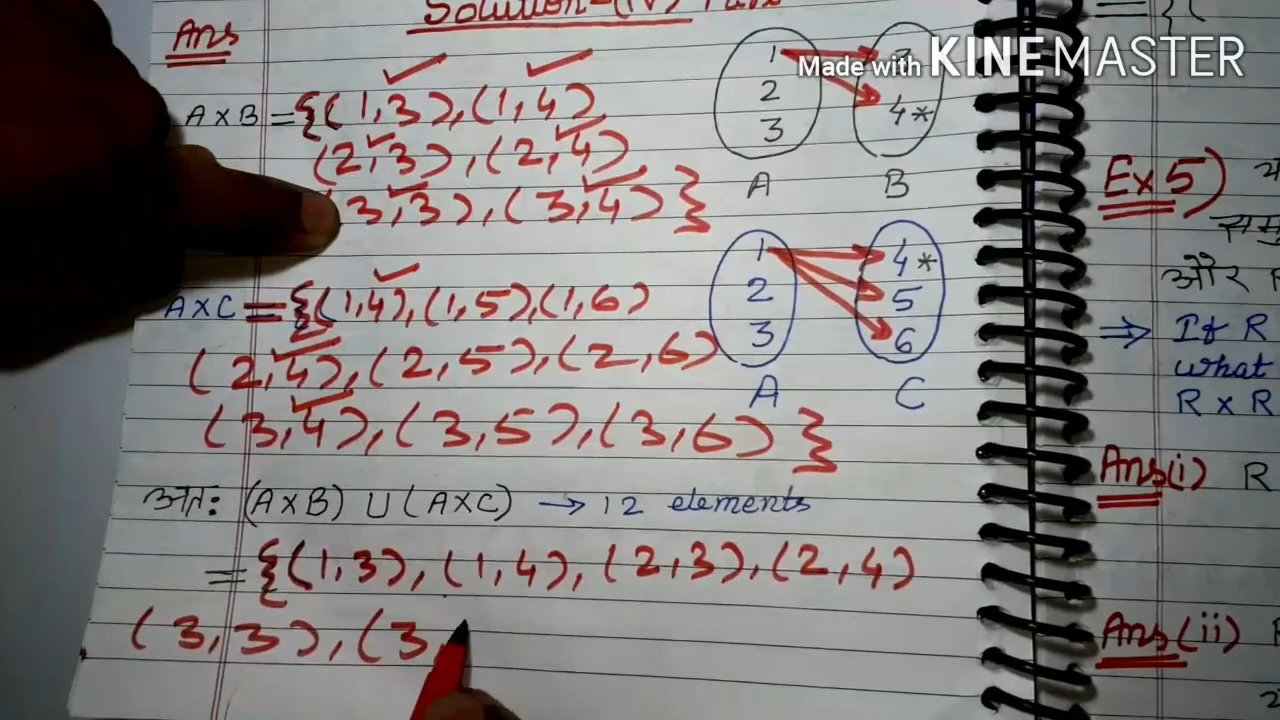 Solution-(iv) Part
Ans
Made with KINEMASTER
A×B={(1,3),(1,4)
(2,3),(2,4)
3,3),(3,4)}
1
2
3
A
3
4*
B
A×C={(1,4),(1,5),(1,6)
(2,4),(2,5),(2,6)
(3,4),(3,5),(3,6)}
1
2
3
A
4*
5
6
C
अतः (A×B) U (A×C) → 12 elements
={(1,3),(1,4),(2,3),(2,4)
(3,3),(3,
={(
Ex 5)
और
⇒ If R
what
R×R
Ans(i) R
Ans(ii)